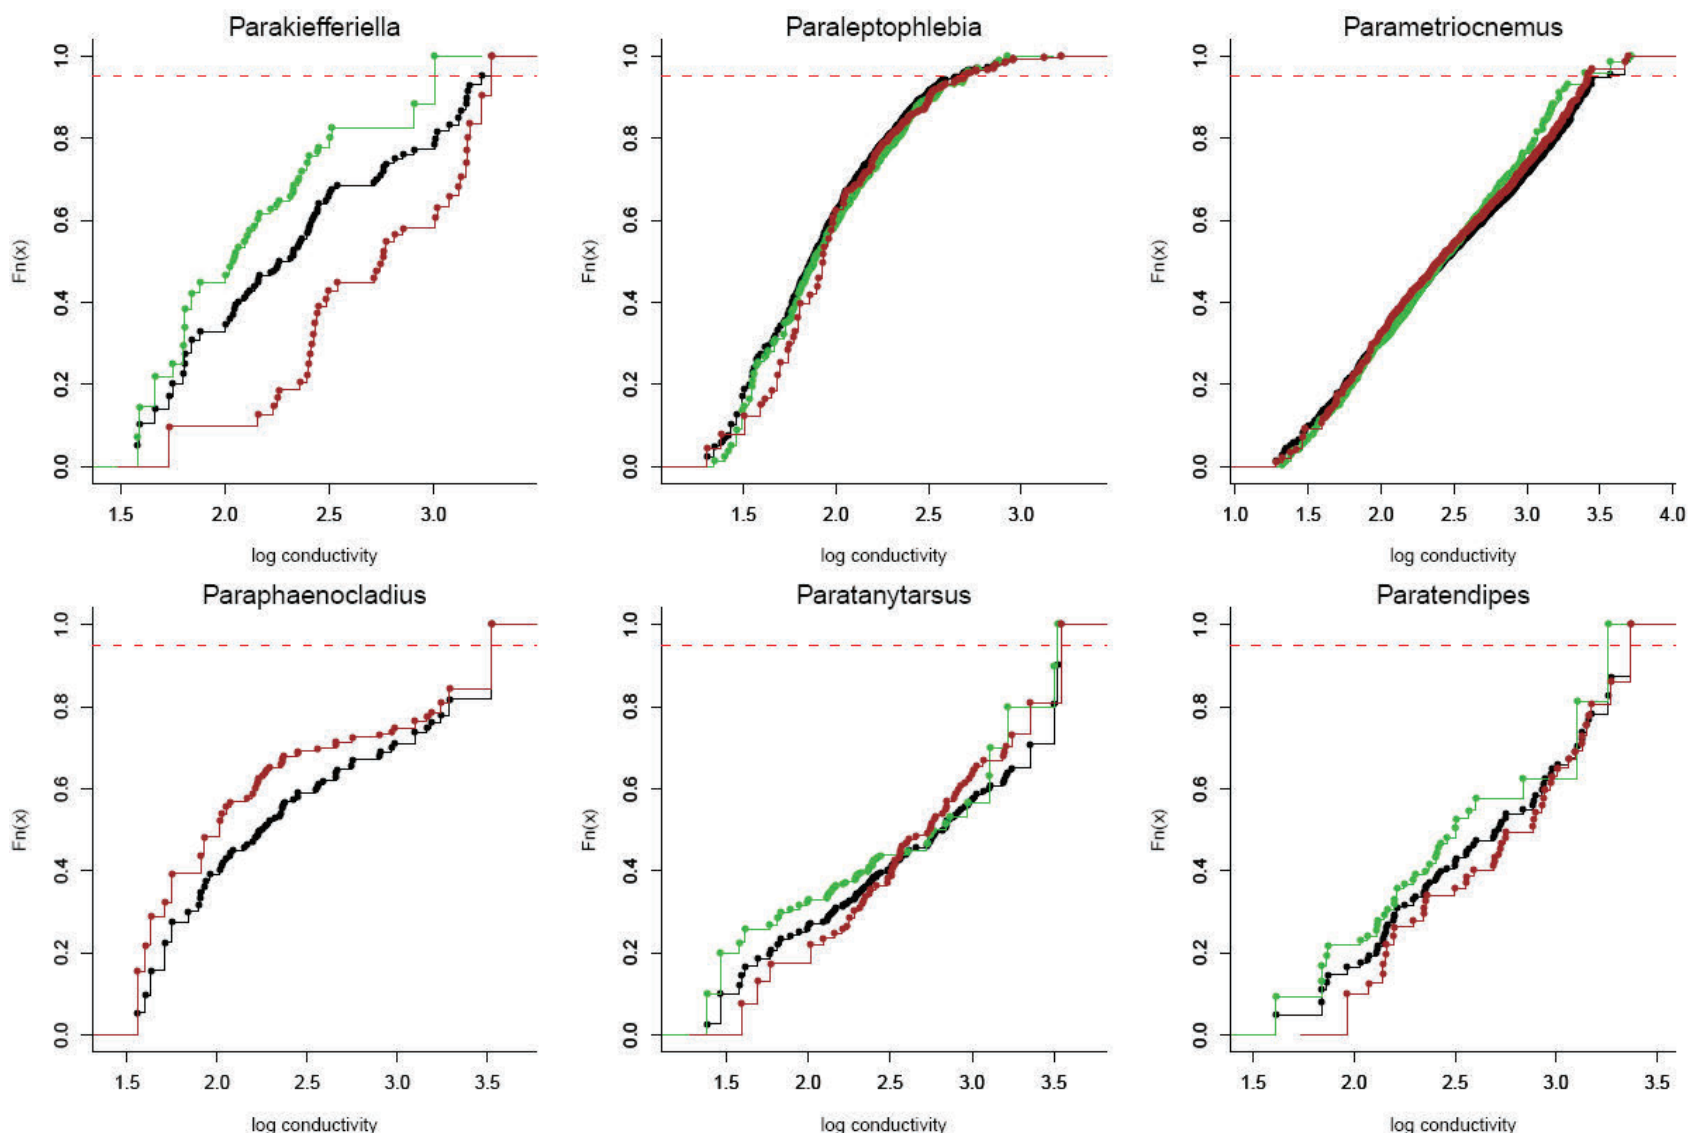 Parakiefferiella
Fn(x)
1.0
0.8
0.6
0.4
0.2
0.0
1.5 2.0 2.5 3.0
log conductivity
Paraleptophlebia
Fn(x)
1.0
0.8
0.6
0.4
0.2
0.0
1.5 2.0 2.5 3.0
log conductivity
Parametriocnemus
Fn(x)
1.0
0.8
0.6
0.4
0.2
0.0
1.0 1.5 2.0 2.5 3.0 3.5 4.0
log conductivity
Paraphaenocladius
Fn(x)
1.0
0.8
0.6
0.4
0.2
0.0
1.5 2.0 2.5 3.0 3.5
log conductivity
Paratanytarsus
Fn(x)
1.0
0.8
0.6
0.4
0.2
0.0
1.5 2.0 2.5 3.0 3.5
log conductivity
Paratendipes
Fn(x)
1.0
0.8
0.6
0.4
0.2
0.0
1.5 2.0 2.5 3.0 3.5
log conductivity